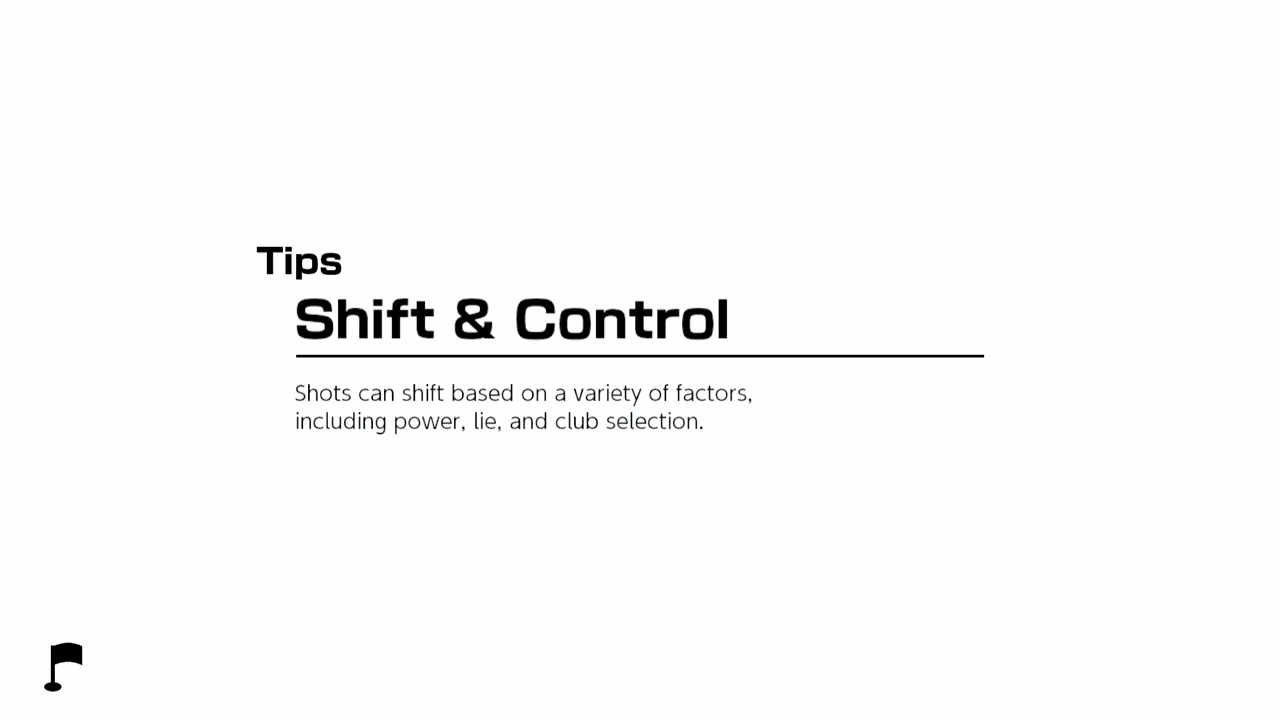 Tips
Shift & Control
Shots can shift based on a variety of factors,
including power, lie, and club selection.